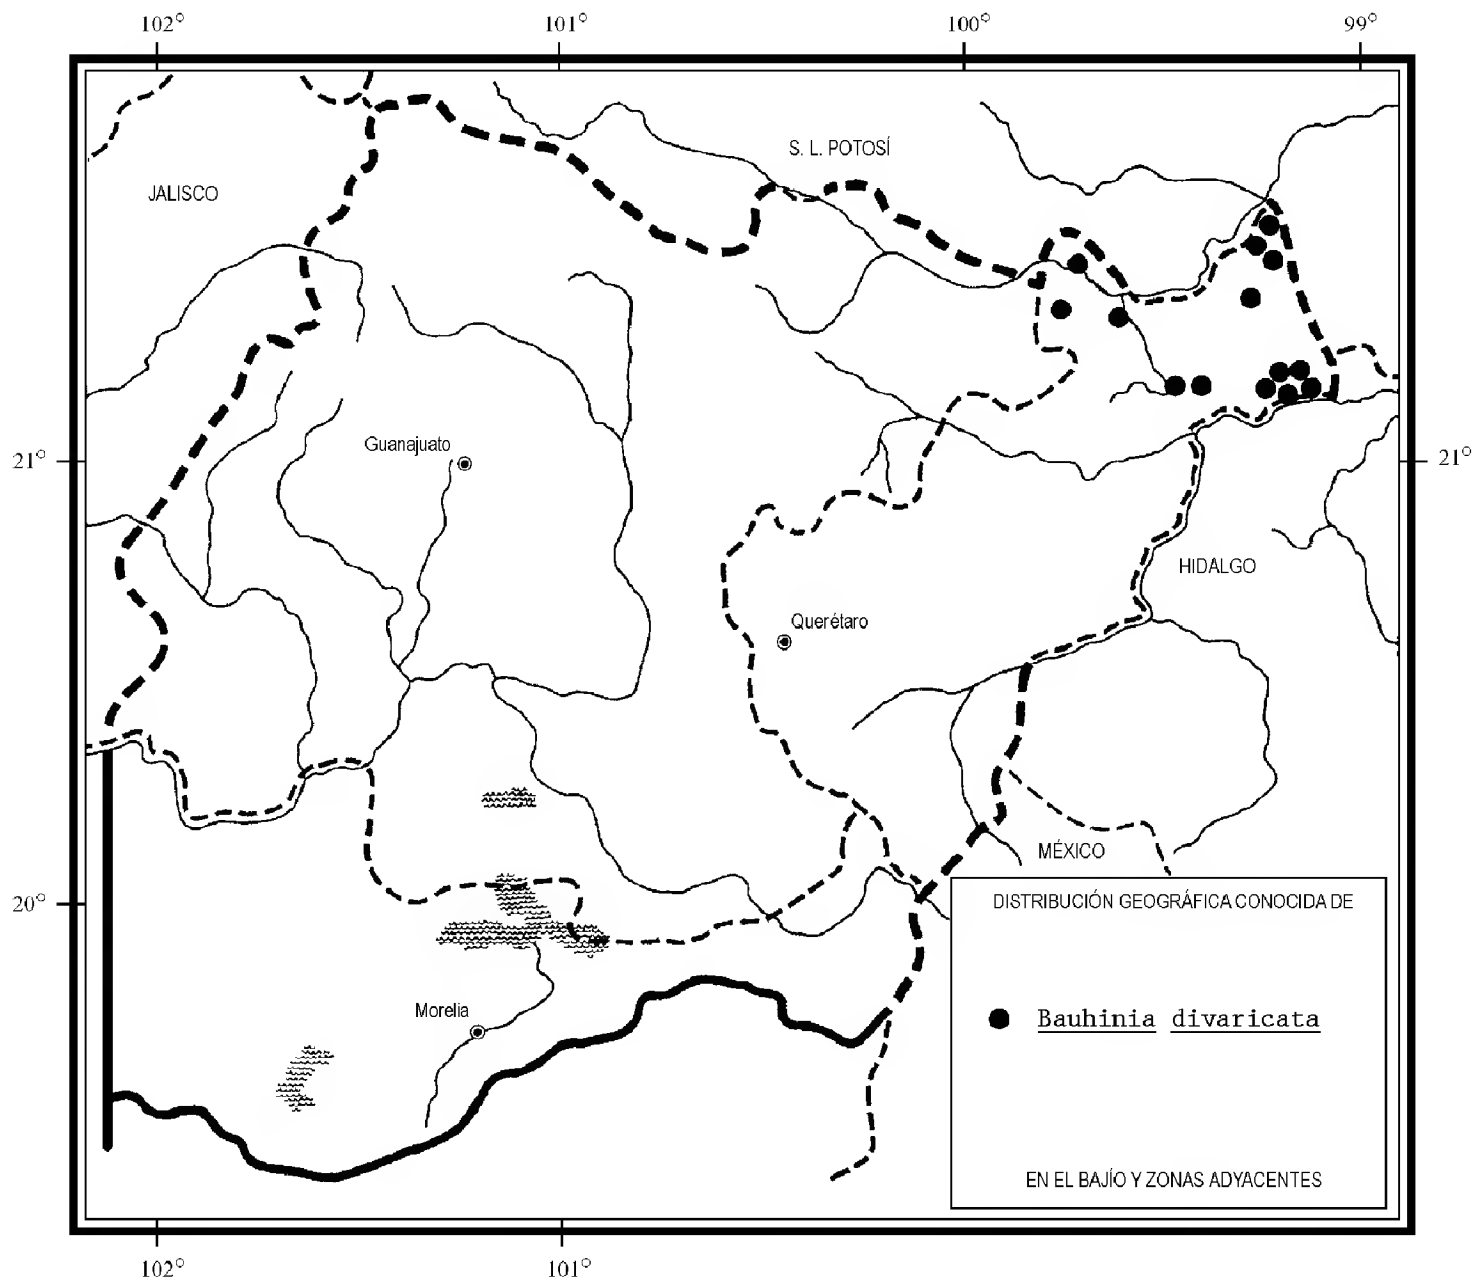 102° 101° 100° 99°
S. L. POTOSÍ
JALISCO
Guanajuato
21° 21°
HIDALGO
Querétaro
MÉXICO
20°
DISTRIBUCIÓN GEOGRÁFICA CONOCIDA DE
Morelia
Bauhinia divaricata
EN EL BAJÍO Y ZONAS ADYACENTES
102° 101°